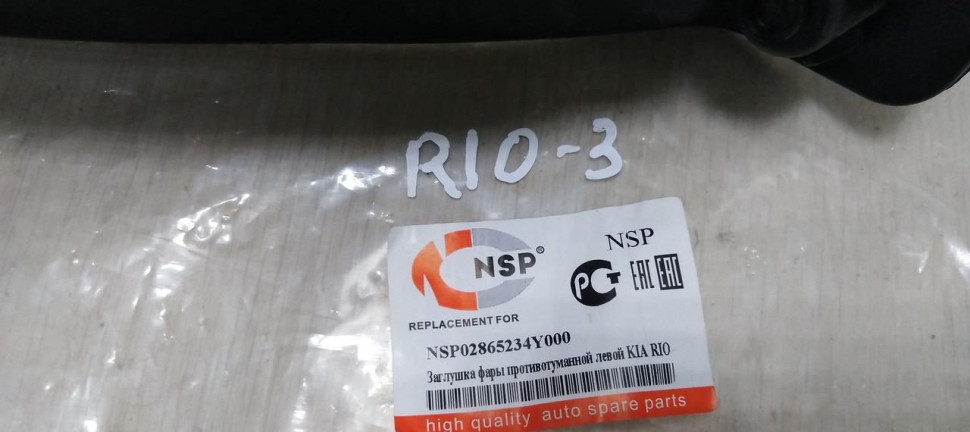 RIO-3
NSP®
NSP
РСТ EAC EAC
REPLACEMENT FOR
NSP02865234Y000
Заглушка фары противотуманной левой KIA RIO
high quality auto spare parts